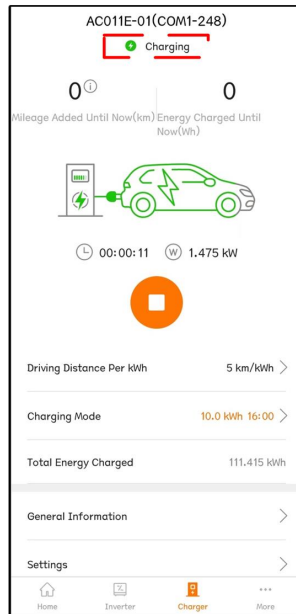 AC011E-01(COM1-248)
Charging
0 0
Mileage Added Until Now(km) Energy Charged Until Now(Wh)
00:00:11 W 1.475 kW
Driving Distance Per kWh 5 km/kWh
Charging Mode 10.0 kWh 16:00
Total Energy Charged 111.415 kWh
General Information
Settings
Home Inverter Charger More